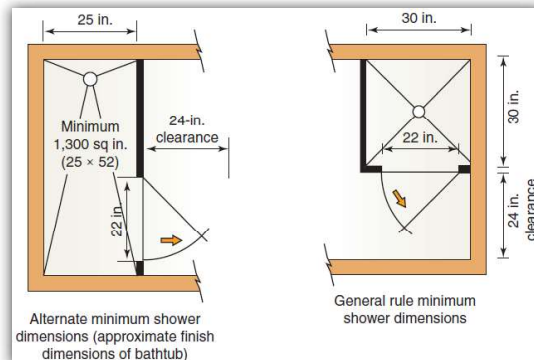 25 in.
Minimum
1,300 sq in.
(25 × 52)
24-in.
clearance
22 in.
Alternate minimum shower
dimensions (approximate finish
dimensions of bathtub)
30 in.
30 in.
22 in.
24 in.
clearance
General rule minimum
shower dimensions